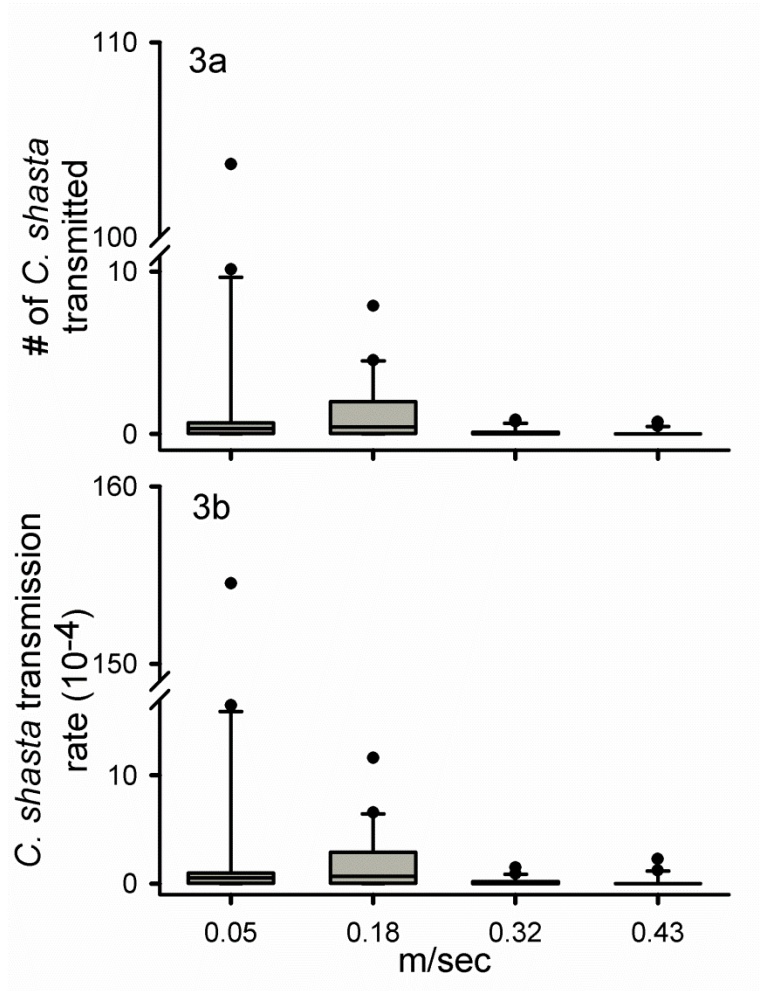 110
3a
# of C. shasta
transmitted
100
10
0
160
3b
C. shasta transmission
rate (10-4)
150
10
0
0.05 0.18 0.32 0.43
m/sec